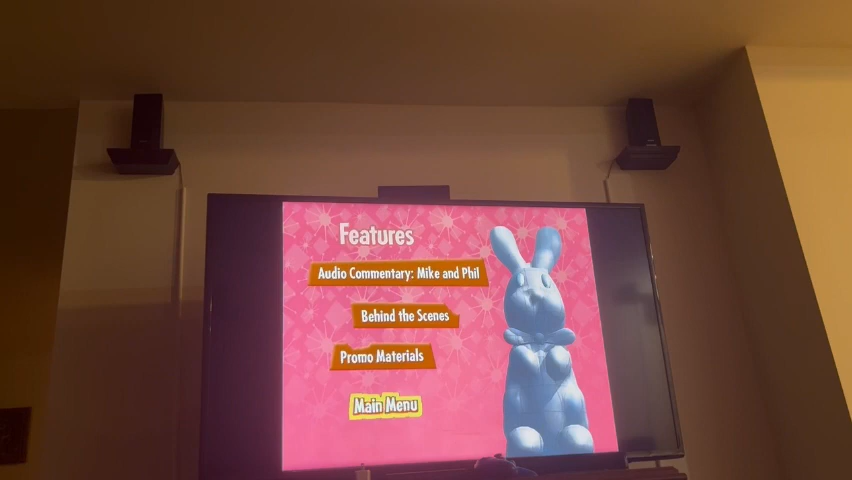 Features
Audio Commentary: Mike and Phil
Behind the Scenes
Promo Materials
Main Menu